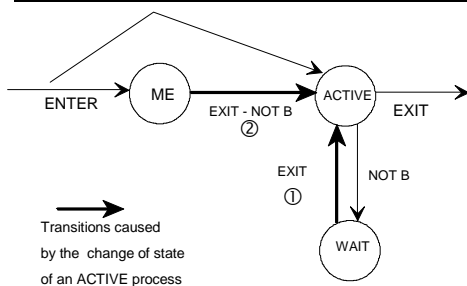 ME
ACTIVE
ENTER
EXIT - NOT B
②
EXIT
EXIT
①
NOT B
WAIT
Transitions caused
by the change of state
of an ACTIVE process